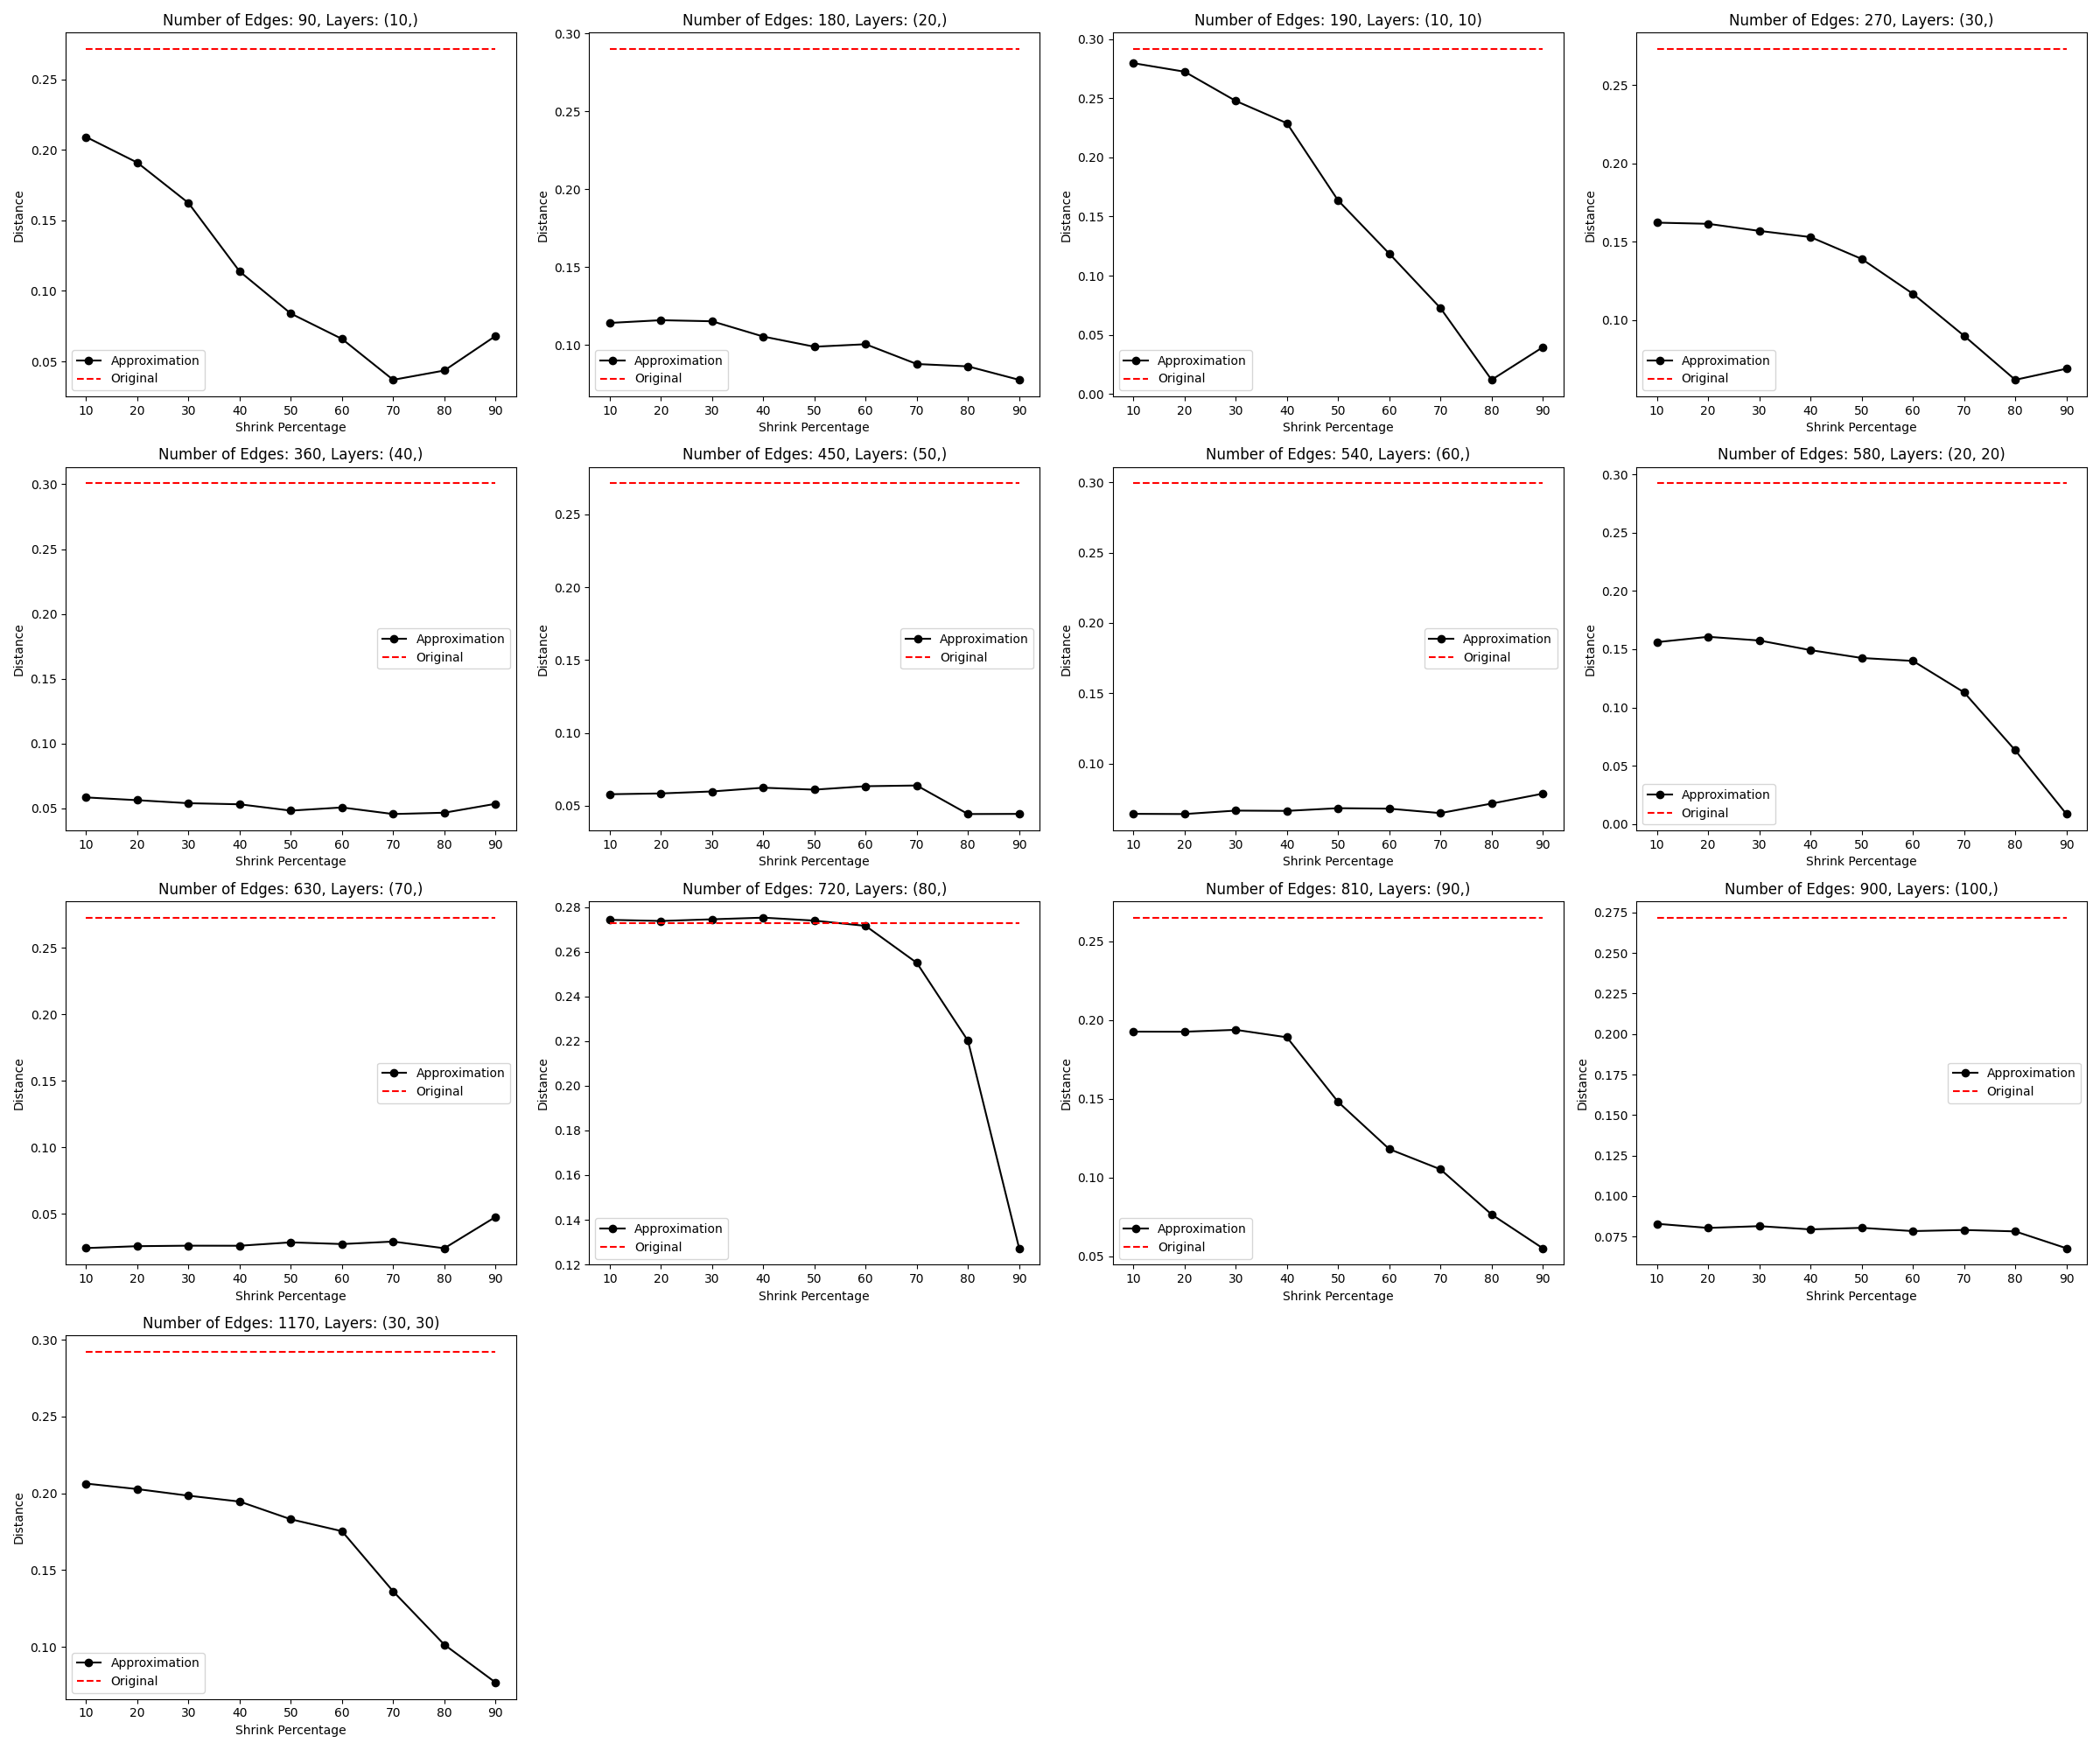 Number of Edges: 90, Layers: (10,)
Distance
0.25
0.20
0.15
0.10
0.05
Approximation
Original
10 20 30 40 50 60 70 80 90
Shrink Percentage
Number of Edges: 180, Layers: (20,)
Distance
0.30
0.25
0.20
0.15
0.10
Approximation
Original
10 20 30 40 50 60 70 80 90
Shrink Percentage
Number of Edges: 190, Layers: (10, 10)
Distance
0.30
0.25
0.20
0.15
0.10
0.05
0.00
Approximation
Original
10 20 30 40 50 60 70 80 90
Shrink Percentage
Number of Edges: 270, Layers: (30,)
Distance
0.25
0.20
0.15
0.10
Approximation
Original
10 20 30 40 50 60 70 80 90
Shrink Percentage
Number of Edges: 360, Layers: (40,)
Distance
0.30
0.25
0.20
0.15
0.10
0.05
Approximation
Original
10 20 30 40 50 60 70 80 90
Shrink Percentage
Number of Edges: 450, Layers: (50,)
Distance
0.25
0.20
0.15
0.10
0.05
Approximation
Original
10 20 30 40 50 60 70 80 90
Shrink Percentage
Number of Edges: 540, Layers: (60,)
Distance
0.30
0.25
0.20
0.15
0.10
Approximation
Original
10 20 30 40 50 60 70 80 90
Shrink Percentage
Number of Edges: 580, Layers: (20, 20)
Distance
0.30
0.25
0.20
0.15
0.10
0.05
0.00
Approximation
Original
10 20 30 40 50 60 70 80 90
Shrink Percentage
Number of Edges: 630, Layers: (70,)
Distance
0.25
0.20
0.15
0.10
0.05
Approximation
Original
10 20 30 40 50 60 70 80 90
Shrink Percentage
Number of Edges: 720, Layers: (80,)
Distance
0.28
0.26
0.24
0.22
0.20
0.18
0.16
0.14
0.12
Approximation
Original
10 20 30 40 50 60 70 80 90
Shrink Percentage
Number of Edges: 810, Layers: (90,)
Distance
0.25
0.20
0.15
0.10
0.05
Approximation
Original
10 20 30 40 50 60 70 80 90
Shrink Percentage
Number of Edges: 900, Layers: (100,)
Distance
0.275
0.250
0.225
0.200
0.175
0.150
0.125
0.100
0.075
Approximation
Original
10 20 30 40 50 60 70 80 90
Shrink Percentage
Number of Edges: 1170, Layers: (30, 30)
Distance
0.30
0.25
0.20
0.15
0.10
Approximation
Original
10 20 30 40 50 60 70 80 90
Shrink Percentage